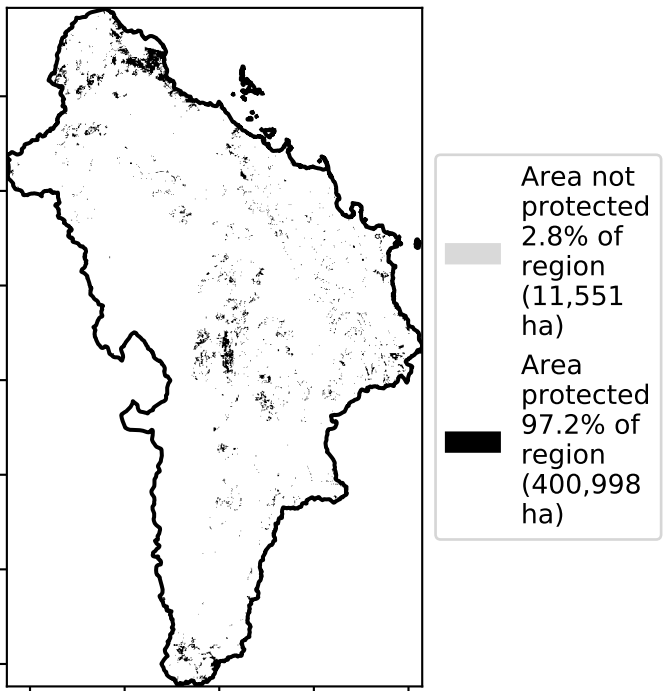 Area not
protected
2.8% of
region
(11,551
ha)
Area
protected
97.2% of
region
(400,998
ha)